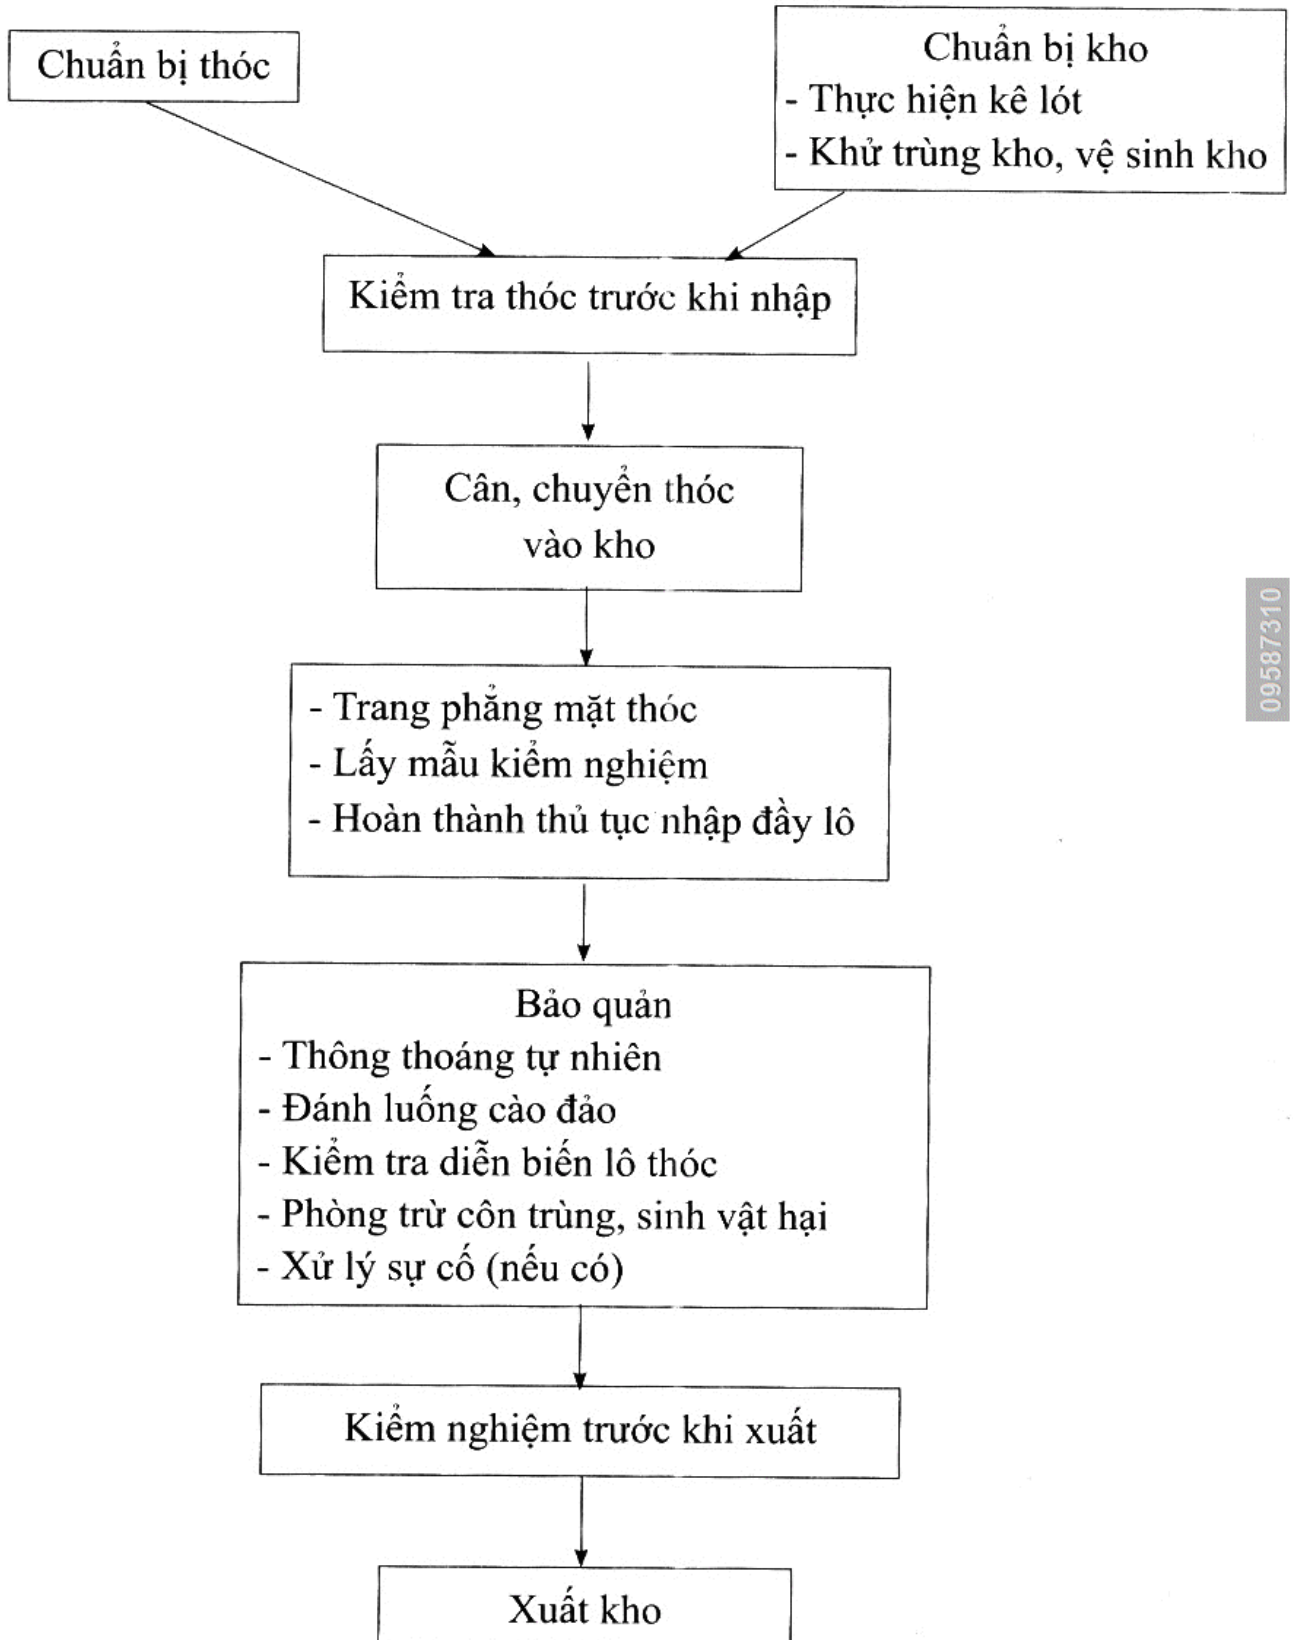 Chuẩn bị thóc
Chuẩn bị kho
- Thực hiện kê lót
- Khử trùng kho, vệ sinh kho
Kiểm tra thóc trước khi nhập
Cân, chuyển thóc
vào kho
- Trang phẳng mặt thóc
- Lấy mẫu kiểm nghiệm
- Hoàn thành thủ tục nhập đầy lô
Bảo quản
- Thông thoáng tự nhiên
- Đánh luống cào đảo
- Kiểm tra diễn biến lô thóc
- Phòng trừ côn trùng, sinh vật hại
- Xử lý sự cố (nếu có)
Kiểm nghiệm trước khi xuất
Xuất kho
09587310